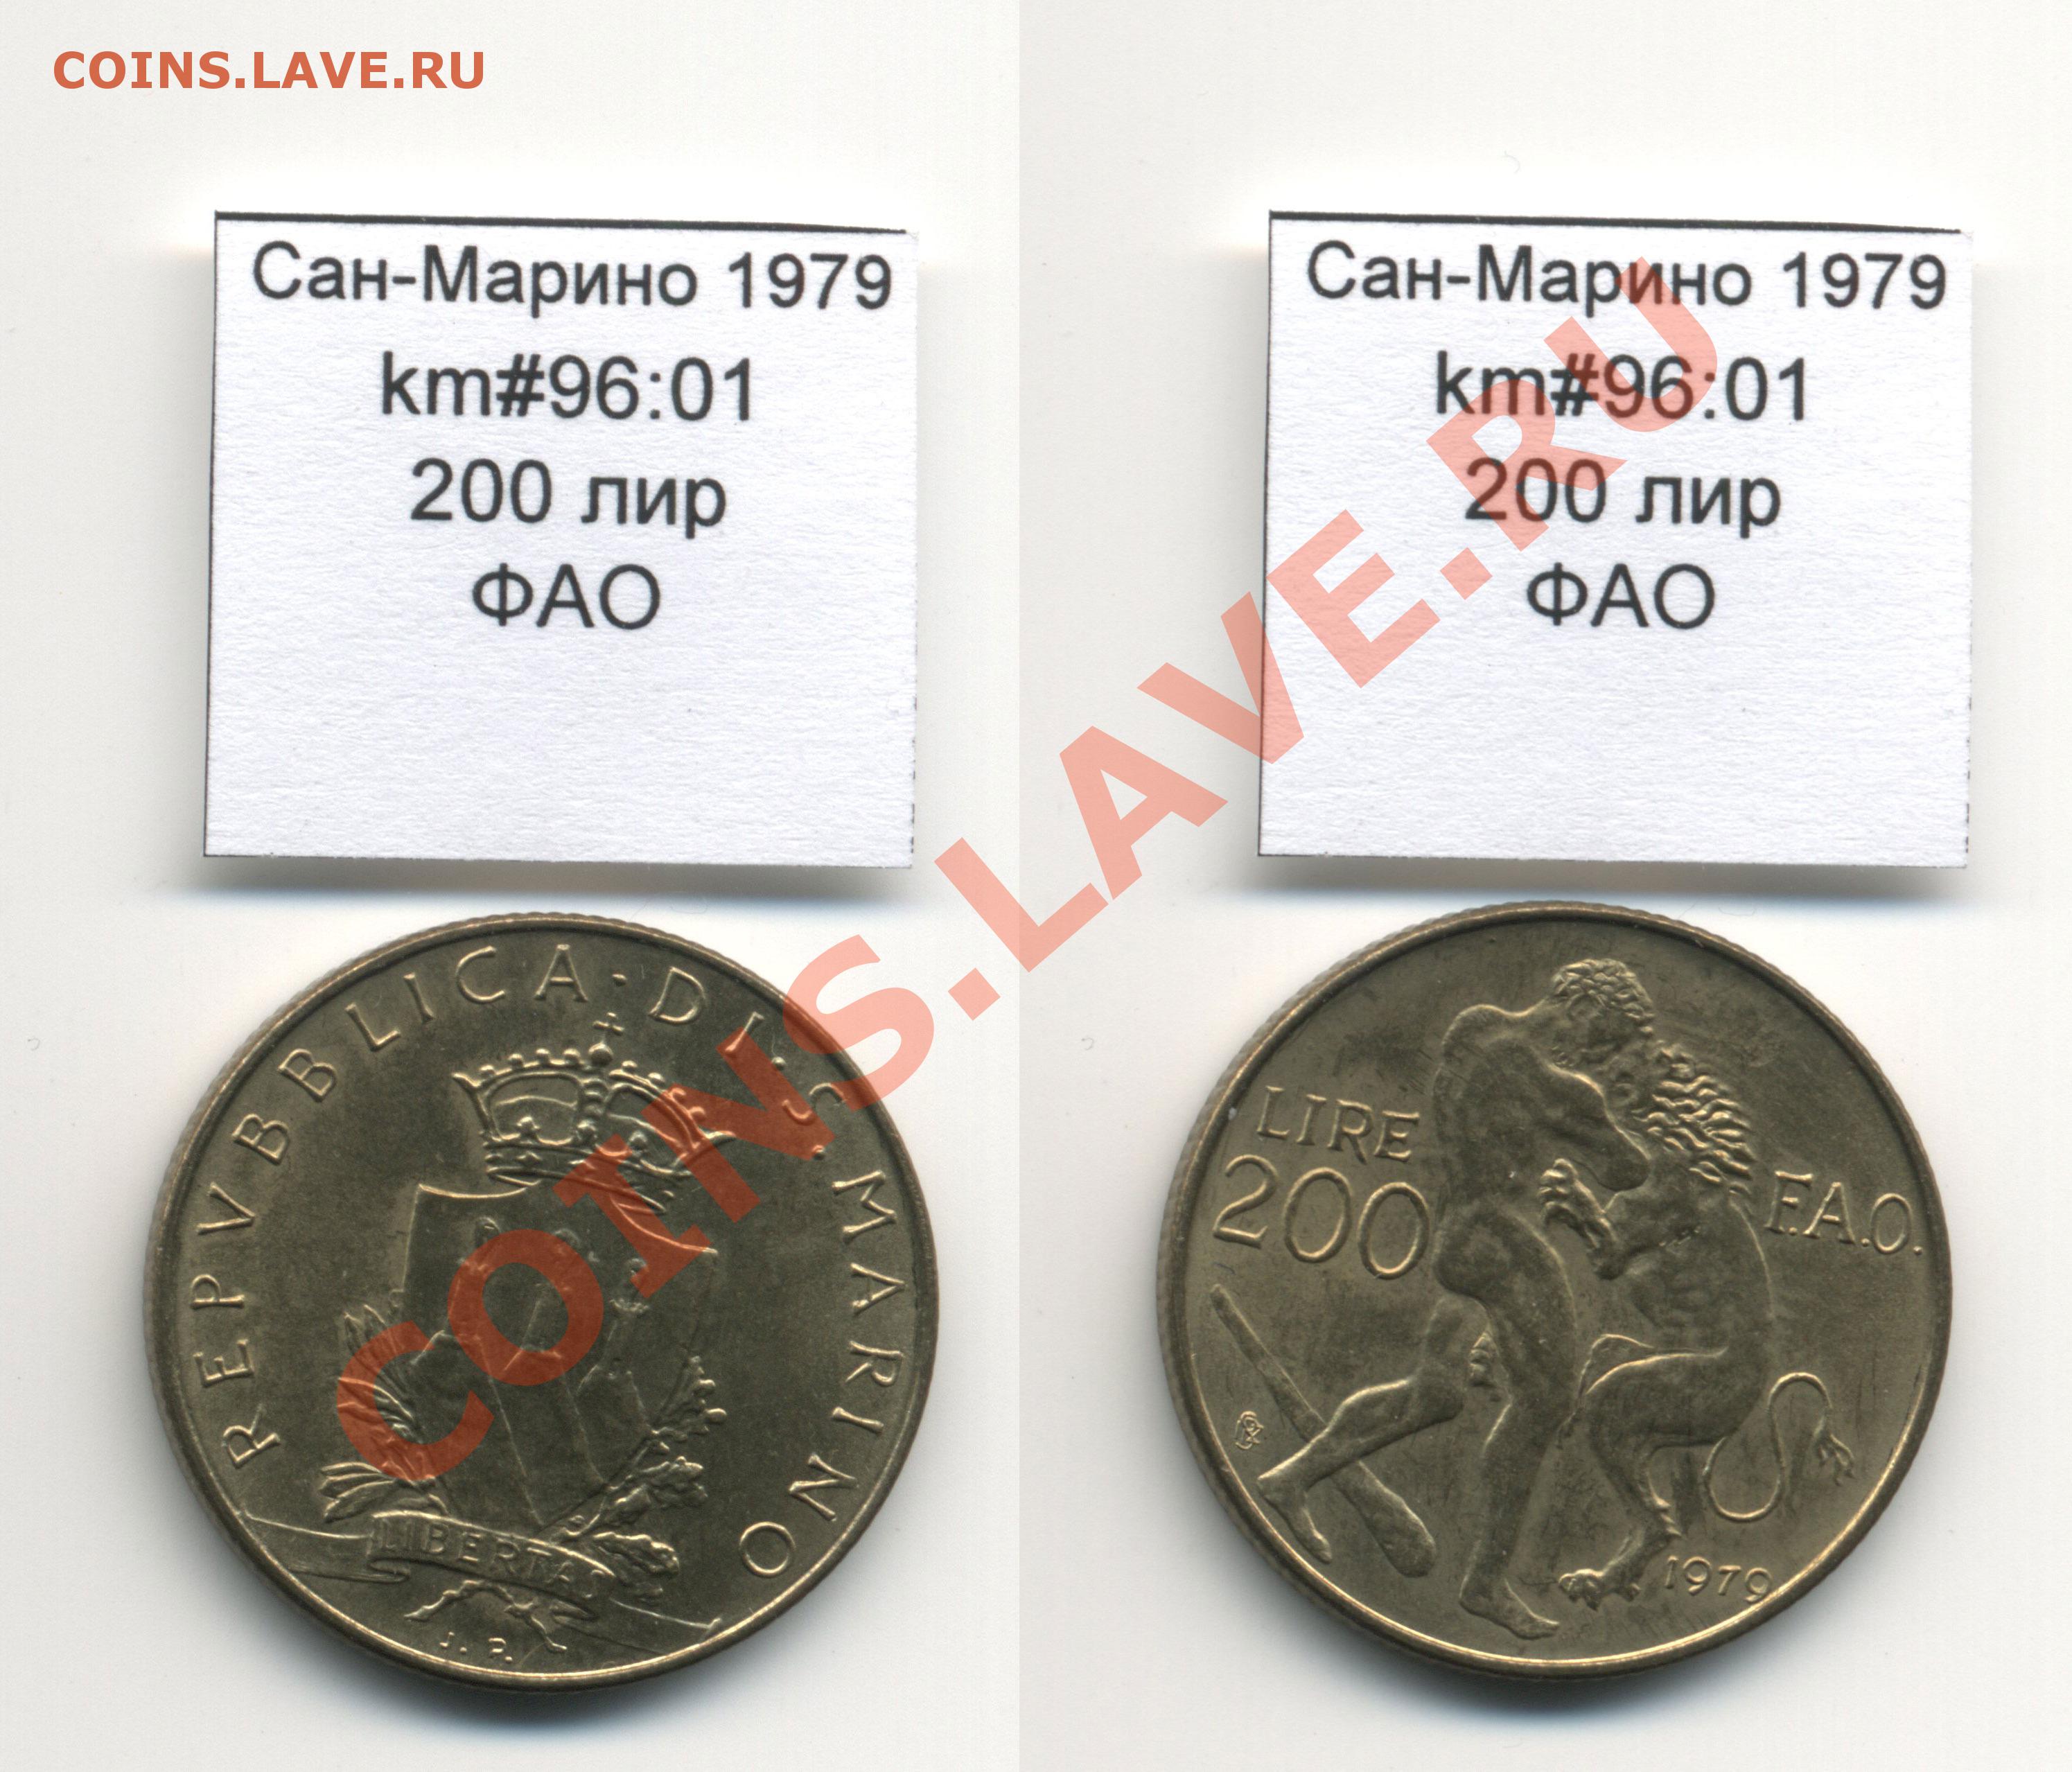 COINS.LAVE.RU
Сан-Марино 1979
km#96:01
200 лир
ФАО
Сан-Марино 1979
km#96:01
200 лир
ФАО
COINS.LAVE.RU
REPVBBLICA·DI·S·MARINO
LIBERTAS
J. P.
LIRE
200
F.A.O.
1979